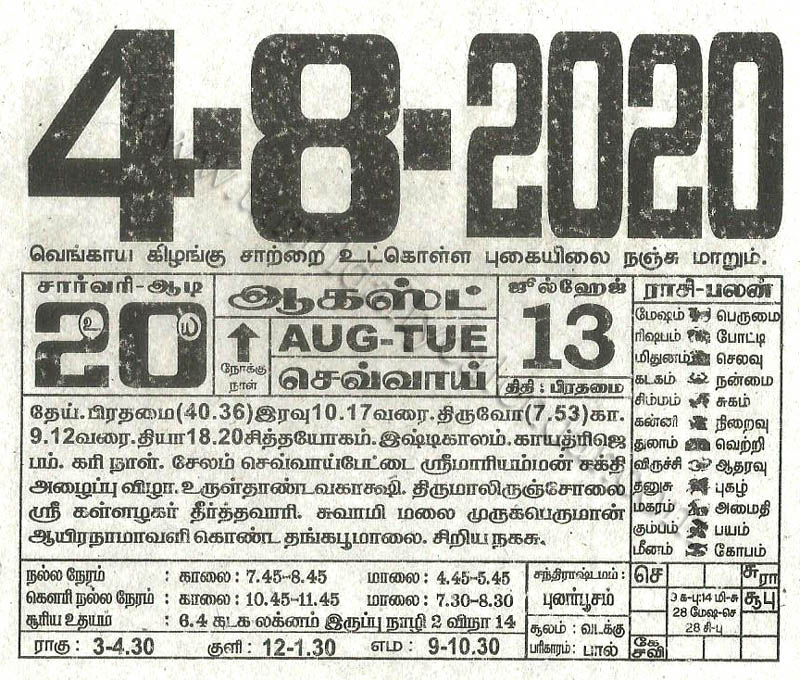 4-8-2020
வெங்காய கிழங்கு சாற்றை உட்கொள்ள புகையிலை நஞ்சு மாறும்.
சார்வரி-ஆடி
20
உ ய
ஆகஸ்ட்
நோக்கு நாள்
AUG-TUE
செவ்வாய்
ஜுல்ஹேஜ்
13
திதி : பிரதமை
தேய். பிரதமை(40.36)இரவு10.17வரை. திருவோ(7.53)கா.
9.12வரை. தியா18.20சித்தயோகம். இஷ்டிகாலம். காயத்ரிஜெ
பம். கரி நாள். சேலம் செவ்வாய்பேட்டை ஸ்ரீமாரியம்மன் சக்தி
அழைப்பு விழா. உருள்தாண்டவகாக்ஷி. திருமாலிருஞ்சோலை
ஸ்ரீ கள்ளழகர் தீர்த்தவாரி. சுவாமி மலை முருகப்பெருமான்
ஆயிரநாமாவளி கொண்ட தங்கபூமாலை. சிறிய நகசு.
ராசி-பலன்
மேஷம் பெருமை
ரிஷபம் போட்டி
மிதுனம் செலவு
கடகம் நன்மை
சிம்மம் சுகம்
கன்னி நிறைவு
துலாம் வெற்றி
விருச்சி ஆதரவு
தனுசு புகழ்
மகரம் அமைதி
கும்பம் பயம்
மீனம் கோபம்
நல்ல நேரம் : காலை : 7.45-8.45 மாலை : 4.45-5.45
கௌரி நல்ல நேரம் : காலை : 10.45-11.45 மாலை : 7.30-8.30
சூரிய உதயம் : 6.4 கடக லக்னம் இருப்பு நாழி 2 விநா 14
ராகு : 3-4.30 குளி : 12-1.30 எம : 9-10.30
சந்திராஷ்டமம் :
புனர்பூசம்
சூலம் : வடக்கு
பரிகாரம் : பால்
செ
சு
ரா
சூ பு
9 க-பு:14 மி-சு
28 மேஷ-செ
28 சி-பு
கே
சவி